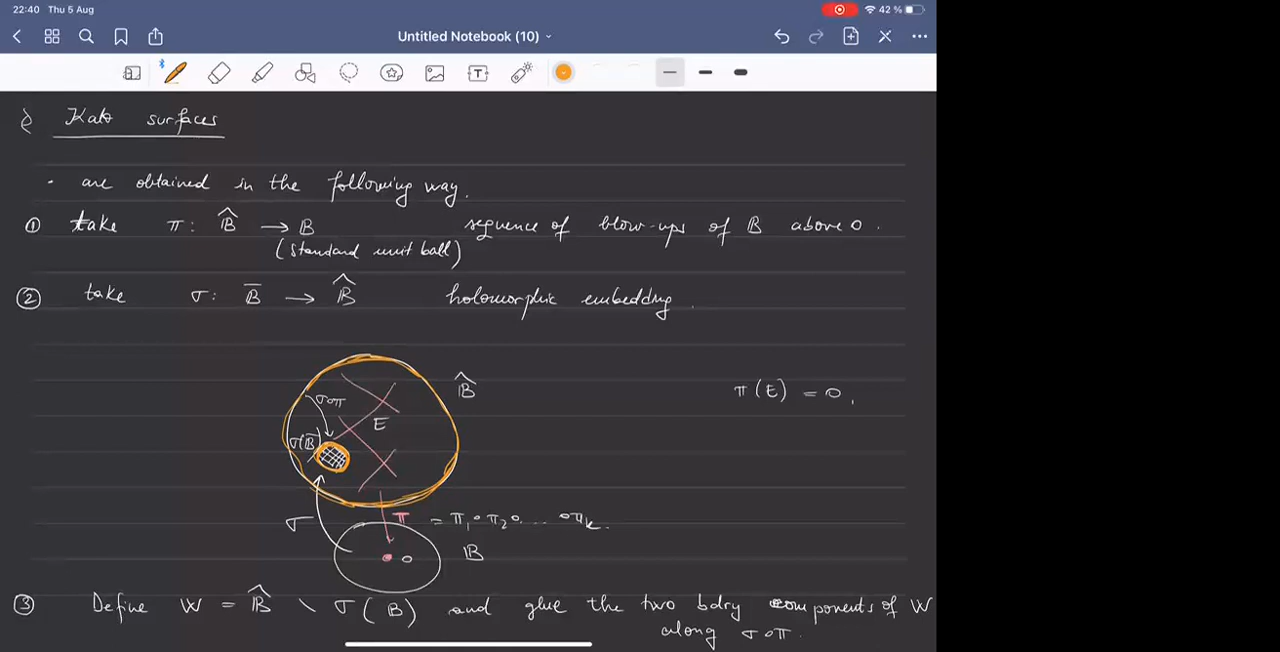 22:40 Thu 5 Aug 42 %
Untitled Notebook (10)
Kato surfaces
· are obtained in the following way.
① take π : B̂ → B sequence of blow-ups of B above 0.
(standard unit ball)
② take σ : B̄ → B̂ holomorphic embedding.
B̂ π(E) = 0.
σ∘π
E
σ(B̄)
σ π = π₁∘π₂∘...∘πₖ.
0 B
③ Define W = B̂ \ σ(B) and glue the two bdry components of W
along σ∘π.